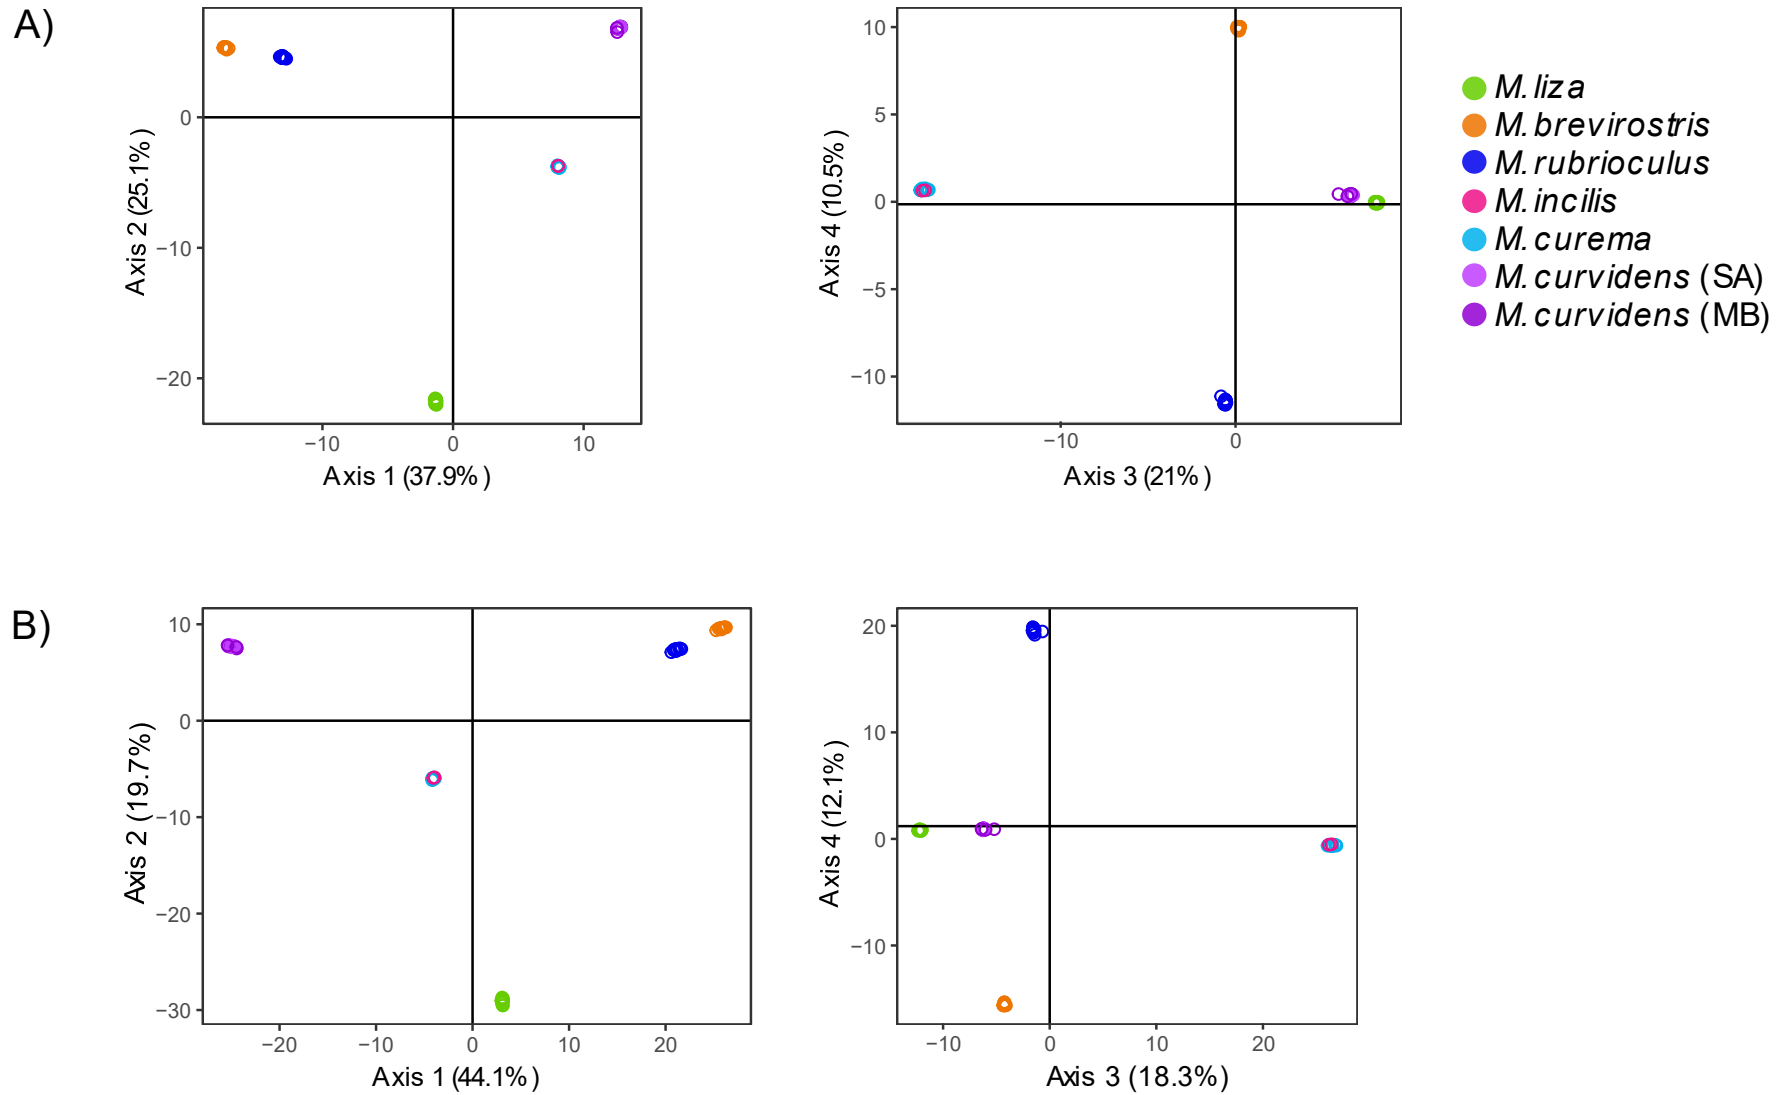 A)
0
−10
−20
−10
0
10
Axis 2 (25.1%)
Axis 1 (37.9%)
10
5
0
−5
−10
−10
0
Axis 4 (10.5%)
Axis 3 (21%)
M. liza
M. brevirostris
M. rubrioculus
M. incilis
M. curema
M. curvidens (SA)
M. curvidens (MB)
B)
10
0
−10
−20
−30
−20
−10
0
10
20
Axis 2 (19.7%)
Axis 1 (44.1%)
20
10
0
−10
−10
0
10
20
Axis 4 (12.1%)
Axis 3 (18.3%)